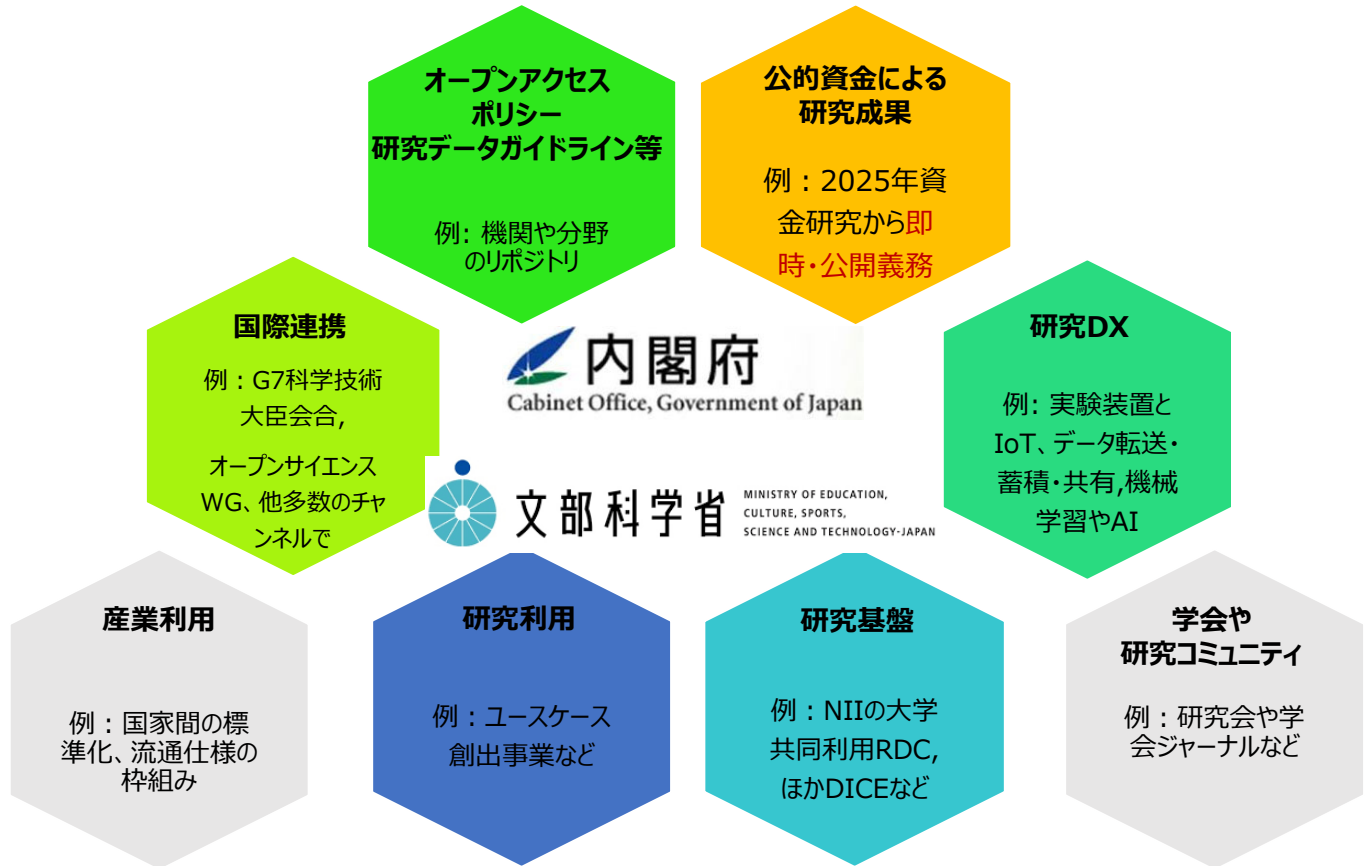 オープンアクセス
ポリシー
研究データガイドライン等
例: 機関や分野
のリポジトリ
公的資金による
研究成果
例：2025年資
金研究から即
時・公開義務
国際連携
例：G7科学技術
大臣会合,
オープンサイエンス
WG、他多数のチャ
ンネルで
内閣府
Cabinet Office, Government of Japan
文部科学省
MINISTRY OF EDUCATION,
CULTURE, SPORTS,
SCIENCE AND TECHNOLOGY-JAPAN
研究DX
例: 実験装置と
IoT、データ転送・
蓄積・共有,機械
学習やAI
産業利用
例：国家間の標
準化、流通仕様の
枠組み
研究利用
例：ユースケース
創出事業など
研究基盤
例：NIIの大学
共同利用RDC,
ほかDICEなど
学会や
研究コミュニティ
例：研究会や学
会ジャーナルなど